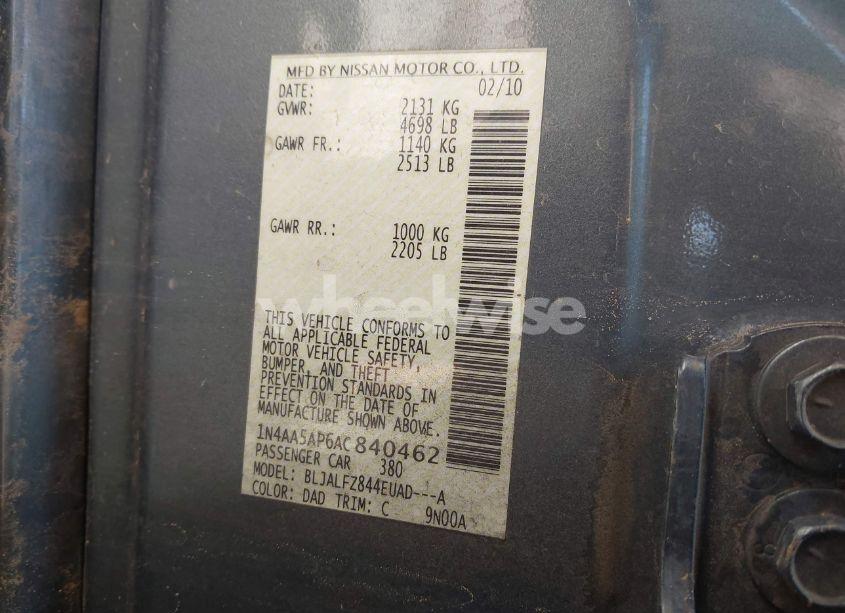 MFD BY NISSAN MOTOR CO., LTD.
DATE: 02/10
GVWR: 2131 KG
4698 LB
GAWR FR.: 1140 KG
2513 LB
GAWR RR.: 1000 KG
2205 LB
THIS VEHICLE CONFORMS TO
ALL APPLICABLE FEDERAL
MOTOR VEHICLE SAFETY,
BUMPER, AND THEFT
PREVENTION STANDARDS IN
EFFECT ON THE DATE OF
MANUFACTURE SHOWN ABOVE.
1N4AA5AP6AC840462
PASSENGER CAR 380
MODEL: BLJALFZ844EUAD---A
COLOR: DAD TRIM: C 9N00A
wheelwise